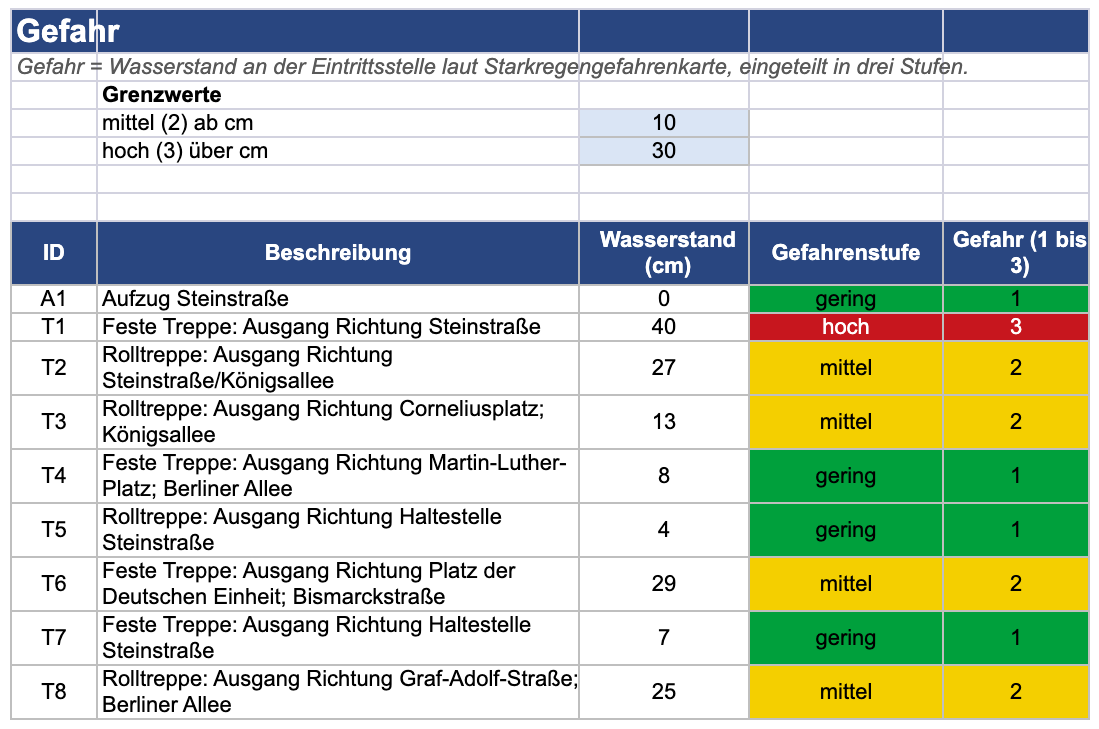 Gefahr
Gefahr = Wasserstand an der Eintrittsstelle laut Starkregengefahrenkarte, eingeteilt in drei Stufen.
Grenzwerte
mittel (2) ab cm 10
hoch (3) über cm 30
ID Beschreibung Wasserstand (cm) Gefahrenstufe Gefahr (1 bis 3)
A1 Aufzug Steinstraße 0 gering 1
T1 Feste Treppe: Ausgang Richtung Steinstraße 40 hoch 3
T2 Rolltreppe: Ausgang Richtung Steinstraße/Königsallee 27 mittel 2
T3 Rolltreppe: Ausgang Richtung Corneliusplatz; Königsallee 13 mittel 2
T4 Feste Treppe: Ausgang Richtung Martin-Luther-Platz; Berliner Allee 8 gering 1
T5 Rolltreppe: Ausgang Richtung Haltestelle Steinstraße 4 gering 1
T6 Feste Treppe: Ausgang Richtung Platz der Deutschen Einheit; Bismarckstraße 29 mittel 2
T7 Feste Treppe: Ausgang Richtung Haltestelle Steinstraße 7 gering 1
T8 Rolltreppe: Ausgang Richtung Graf-Adolf-Straße; Berliner Allee 25 mittel 2